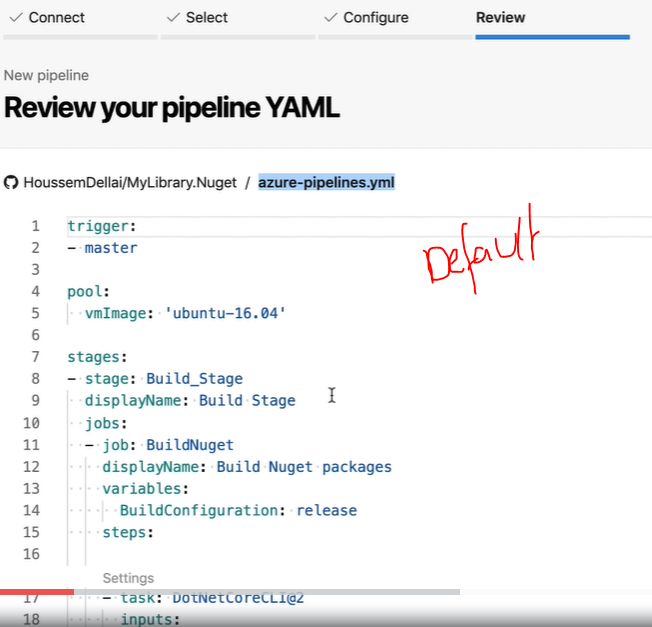 Connect Select Configure Review
New pipeline
Review your pipeline YAML
HoussemDellai/MyLibrary.Nuget / azure-pipelines.yml
Default
1 trigger:
2 - master
3
4 pool:
5 vmImage: 'ubuntu-16.04'
6
7 stages:
8 - stage: Build_Stage
9 displayName: Build Stage
10 jobs:
11 - job: BuildNuget
12 displayName: Build Nuget packages
13 variables:
14 BuildConfiguration: release
15 steps:
16
Settings
17 - task: DotNetCoreCLI@2
18 inputs: